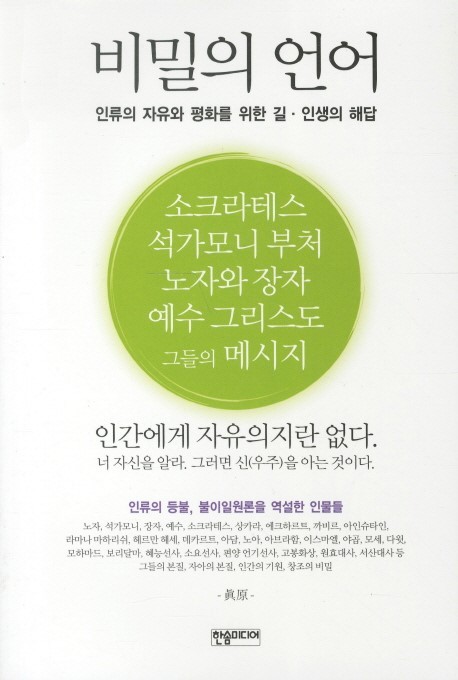 비밀의 언어
인류의 자유와 평화를 위한 길 · 인생의 해답
소크라테스
석가모니 부처
노자와 장자
예수 그리스도
그들의 메시지
인간에게 자유의지란 없다.
너 자신을 알라. 그러면 신(우주)을 아는 것이다.
인류의 등불, 불이일원론을 역설한 인물들
노자, 석가모니, 장자, 예수, 소크라테스, 상카라, 에크하르트, 까비르, 아인슈타인,
라마나 마하리쉬, 헤르만 헤세, 데카르트, 아담, 노아, 아브라함, 이스마엘, 야곱, 모세, 다윗,
모하마드, 보리달마, 혜능선사, 소요선사, 편양 언기선사, 고봉화상, 원효대사, 서산대사 등
그들의 본질, 자아의 본질, 인간의 기원, 창조의 비밀
- 眞原 -
한솜미디어